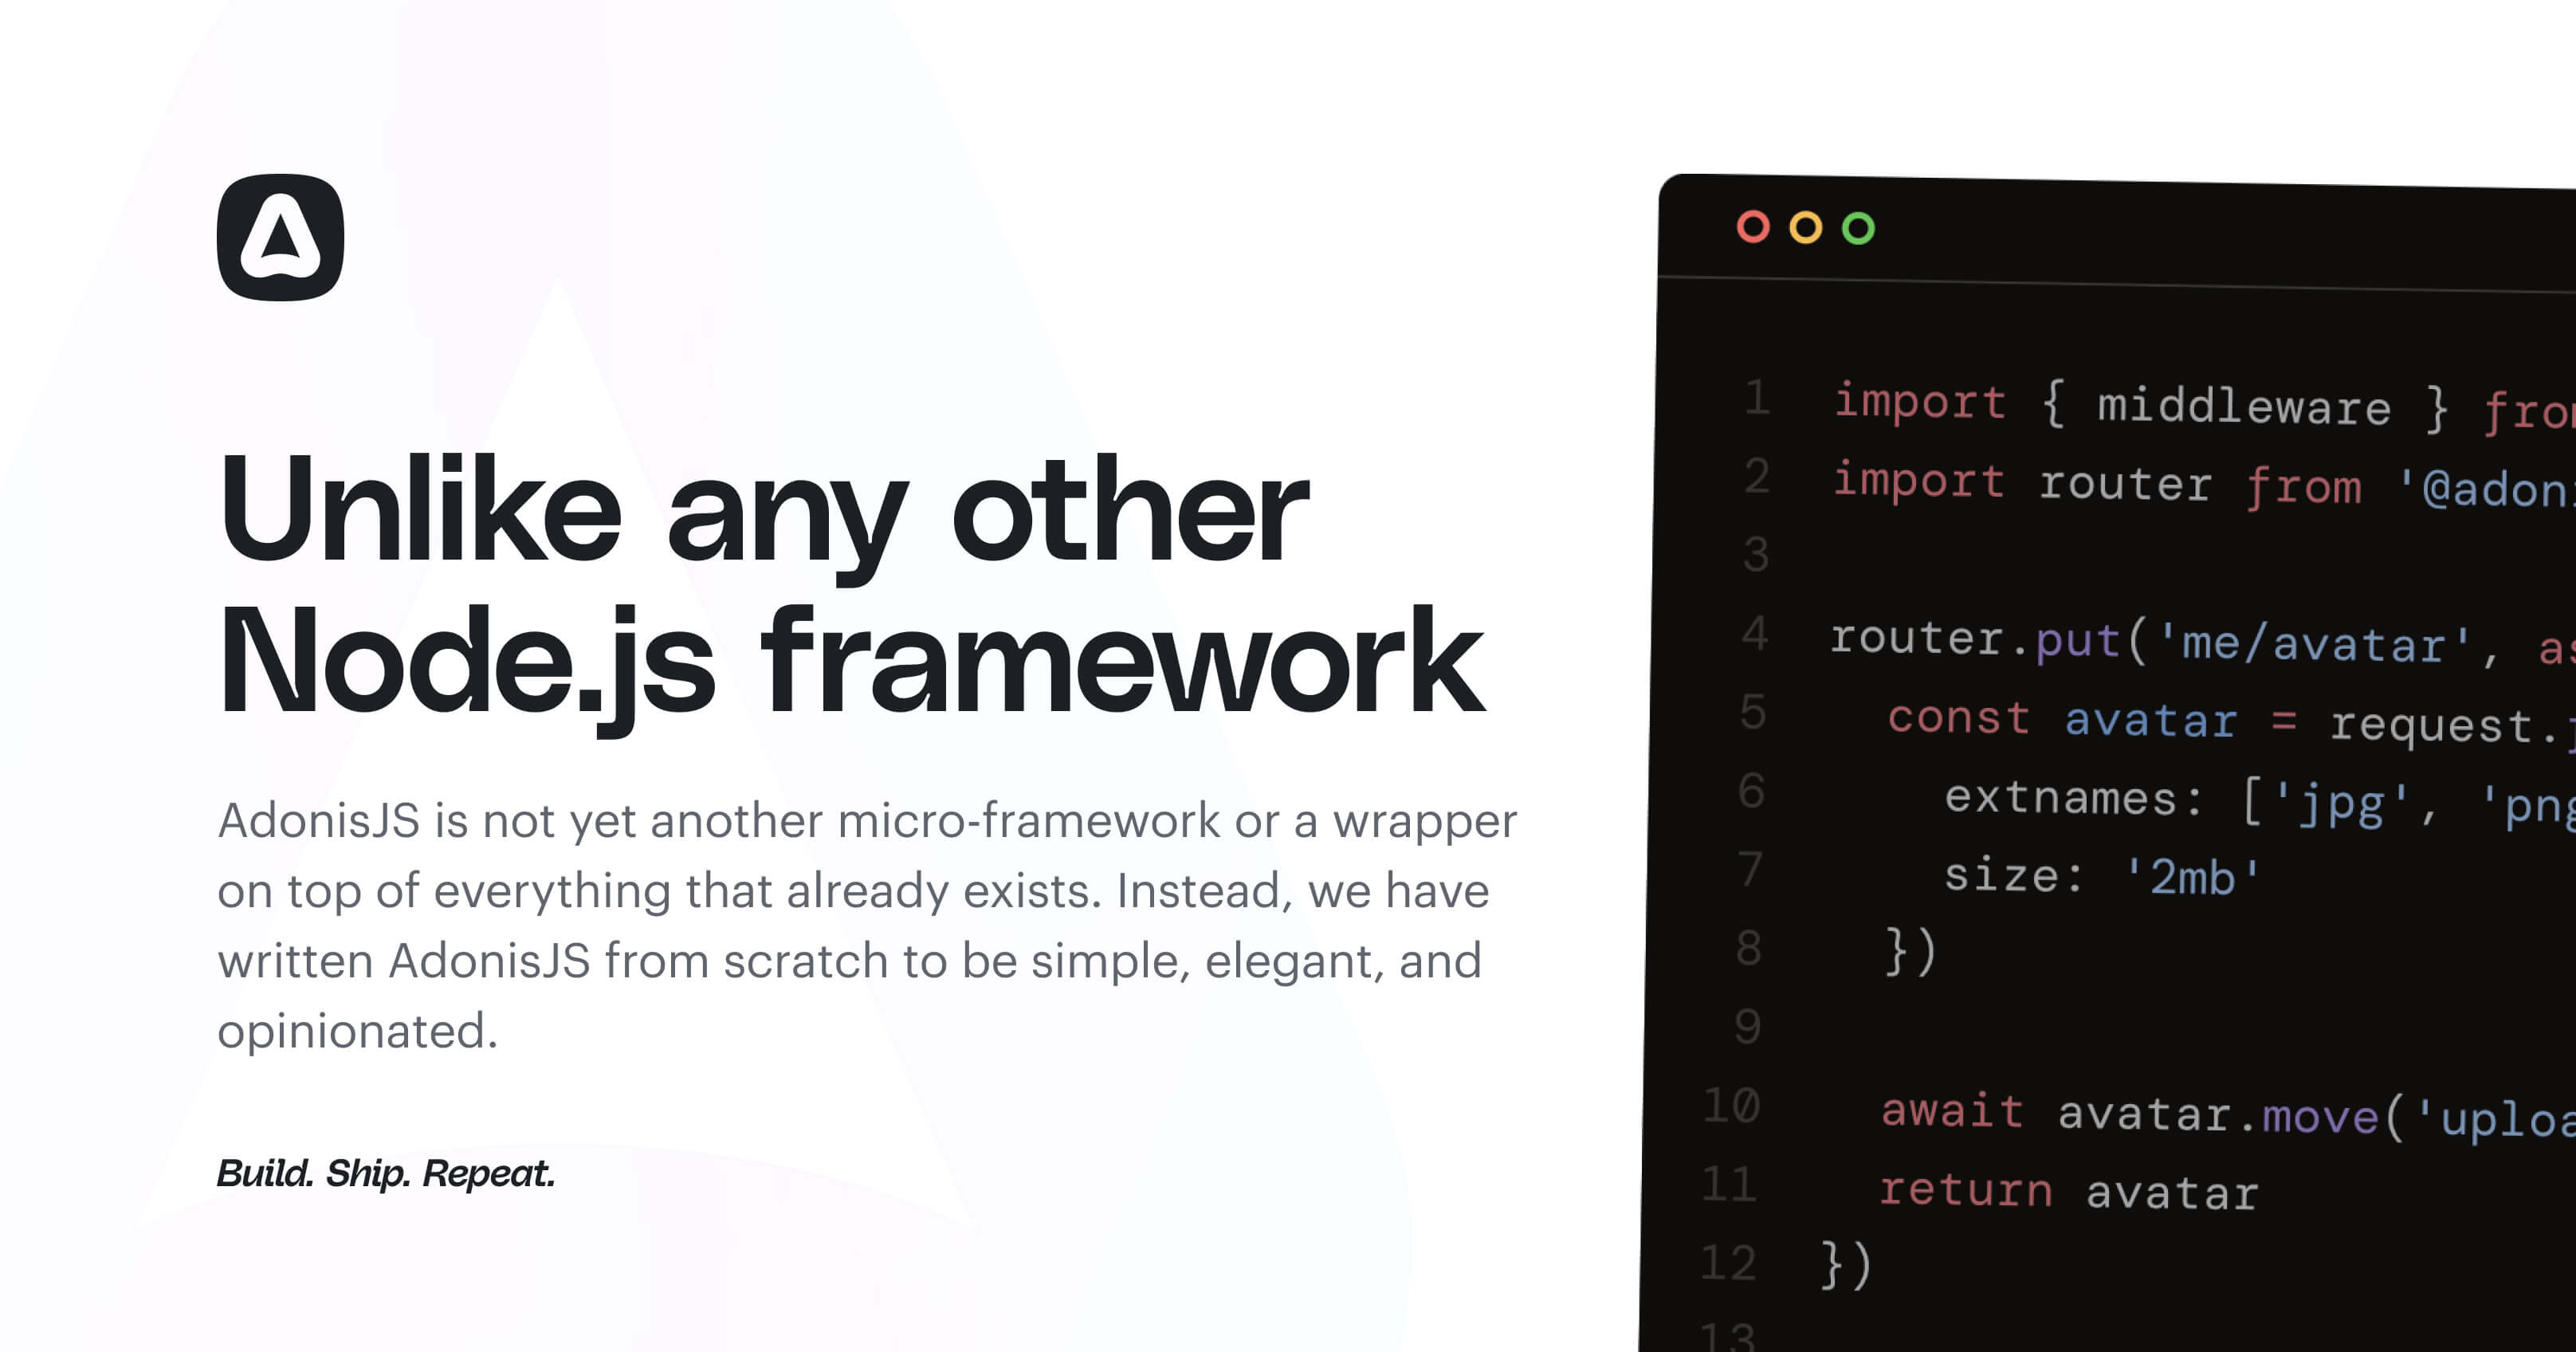 Unlike any other
Node.js framework
AdonisJS is not yet another micro-framework or a wrapper
on top of everything that already exists. Instead, we have
written AdonisJS from scratch to be simple, elegant, and
opinionated.
Build. Ship. Repeat.
1 import { middleware }
2 import router from
3
4 router.put('me/avatar',
5 const avatar = request.
6 extnames: ['jpg', 'png
7 size: '2mb'
8 })
9
10 await avatar.move('
11 return avatar
12 })
13